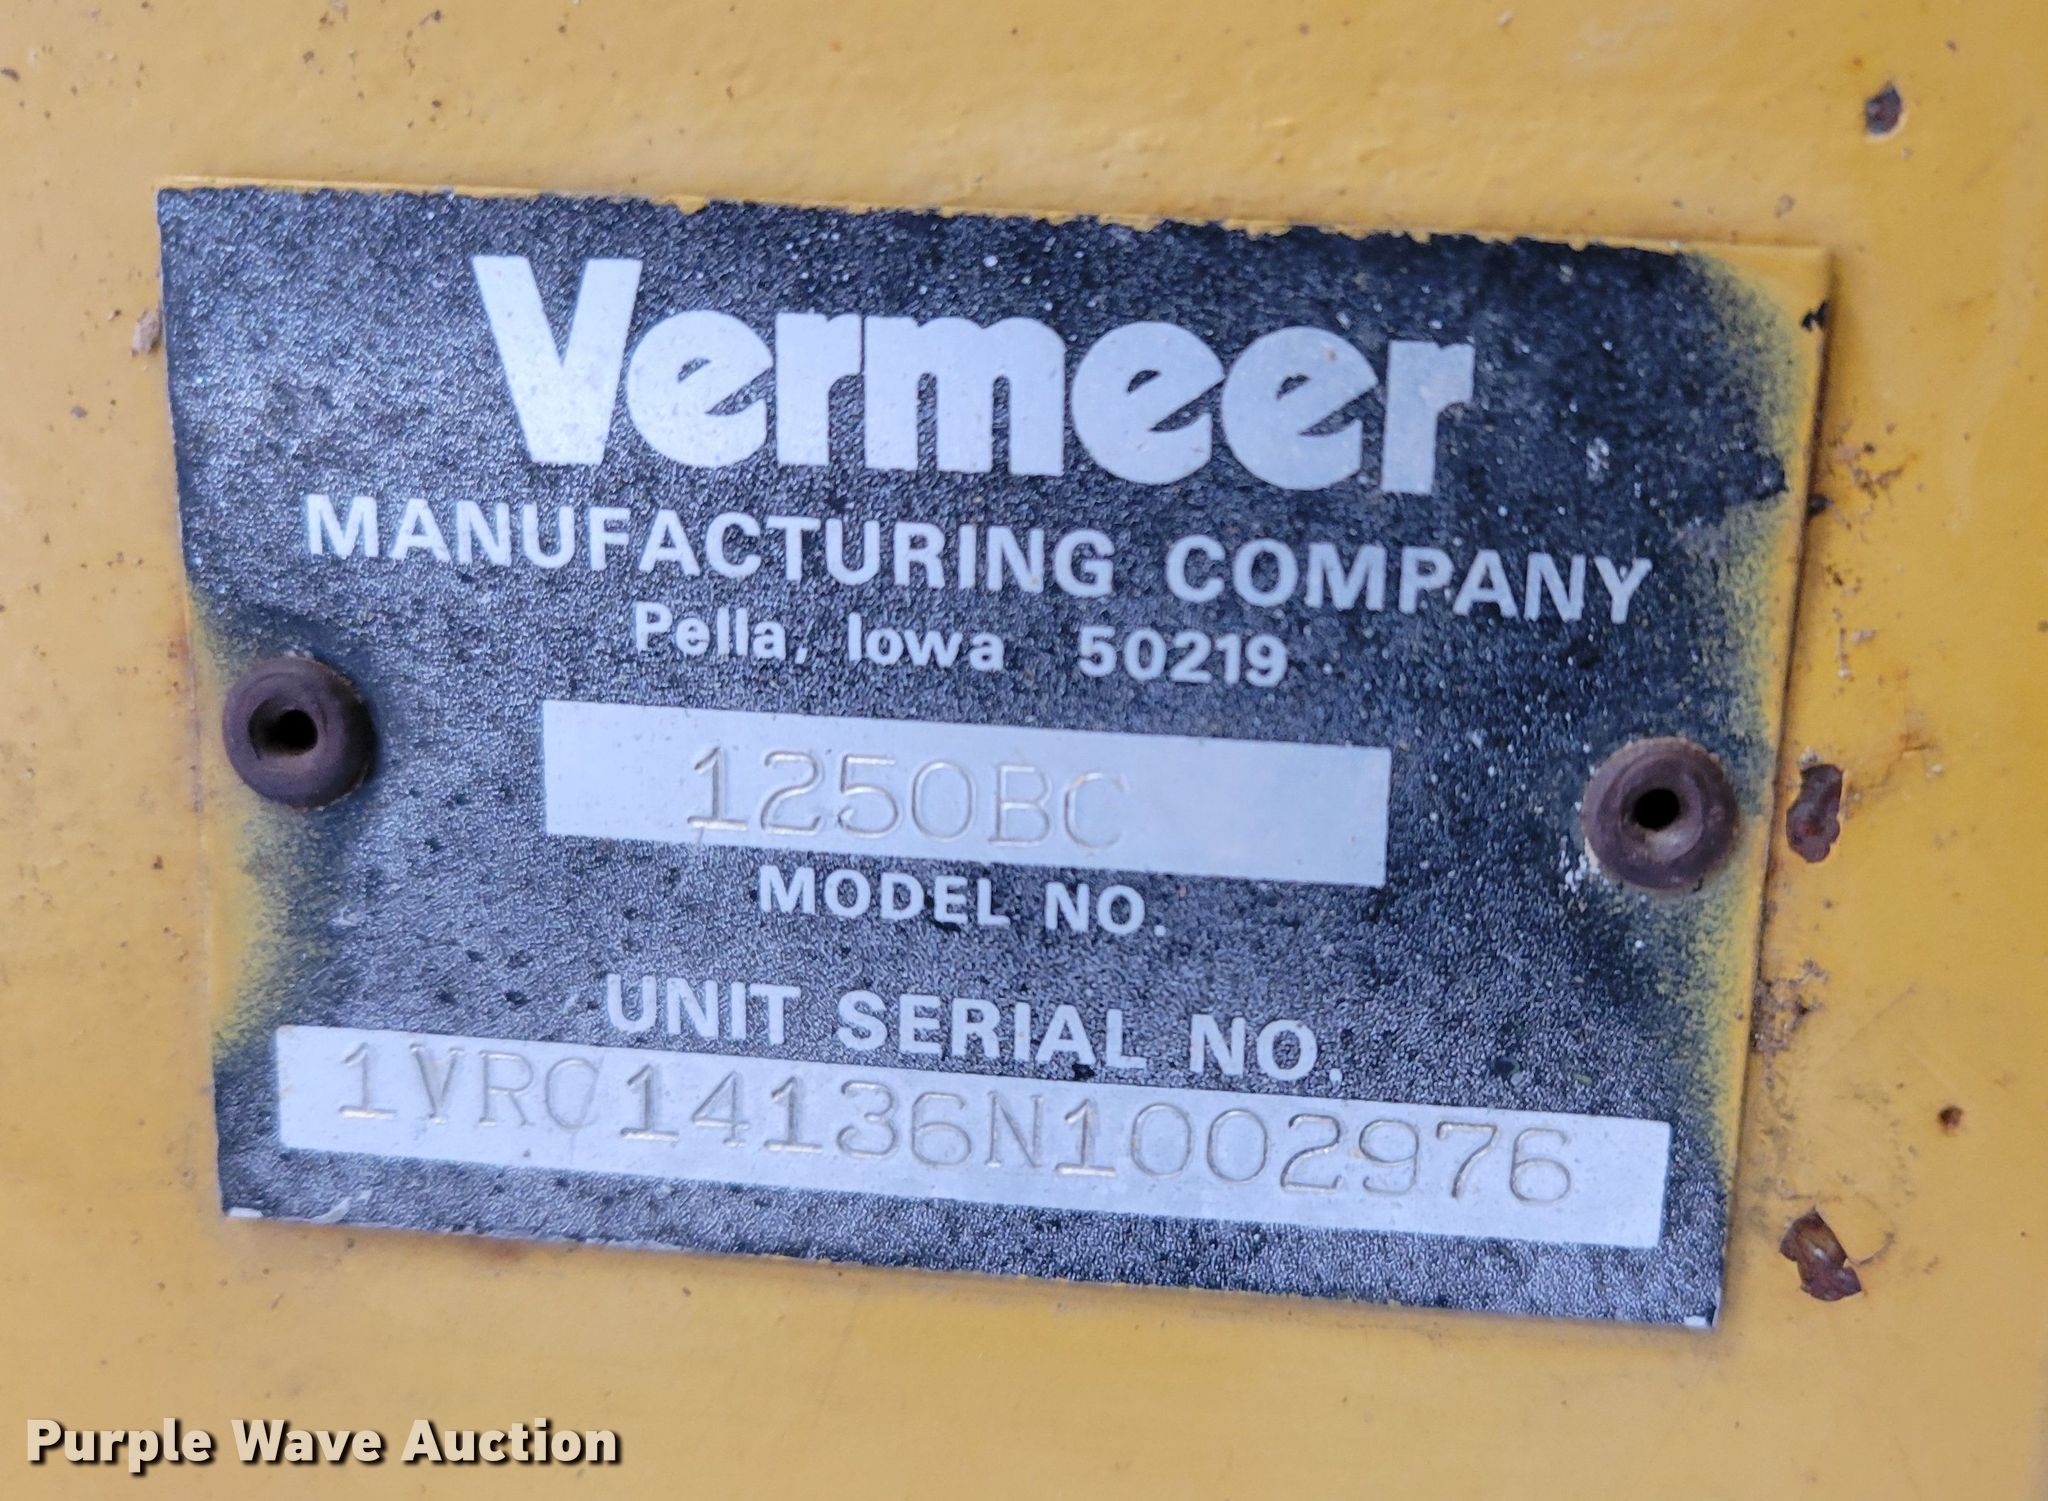 Vermeer
MANUFACTURING COMPANY
Pella, Iowa 50219
1250BC
MODEL NO.
UNIT SERIAL NO.
1VRC14136N1002976
Purple Wave Auction